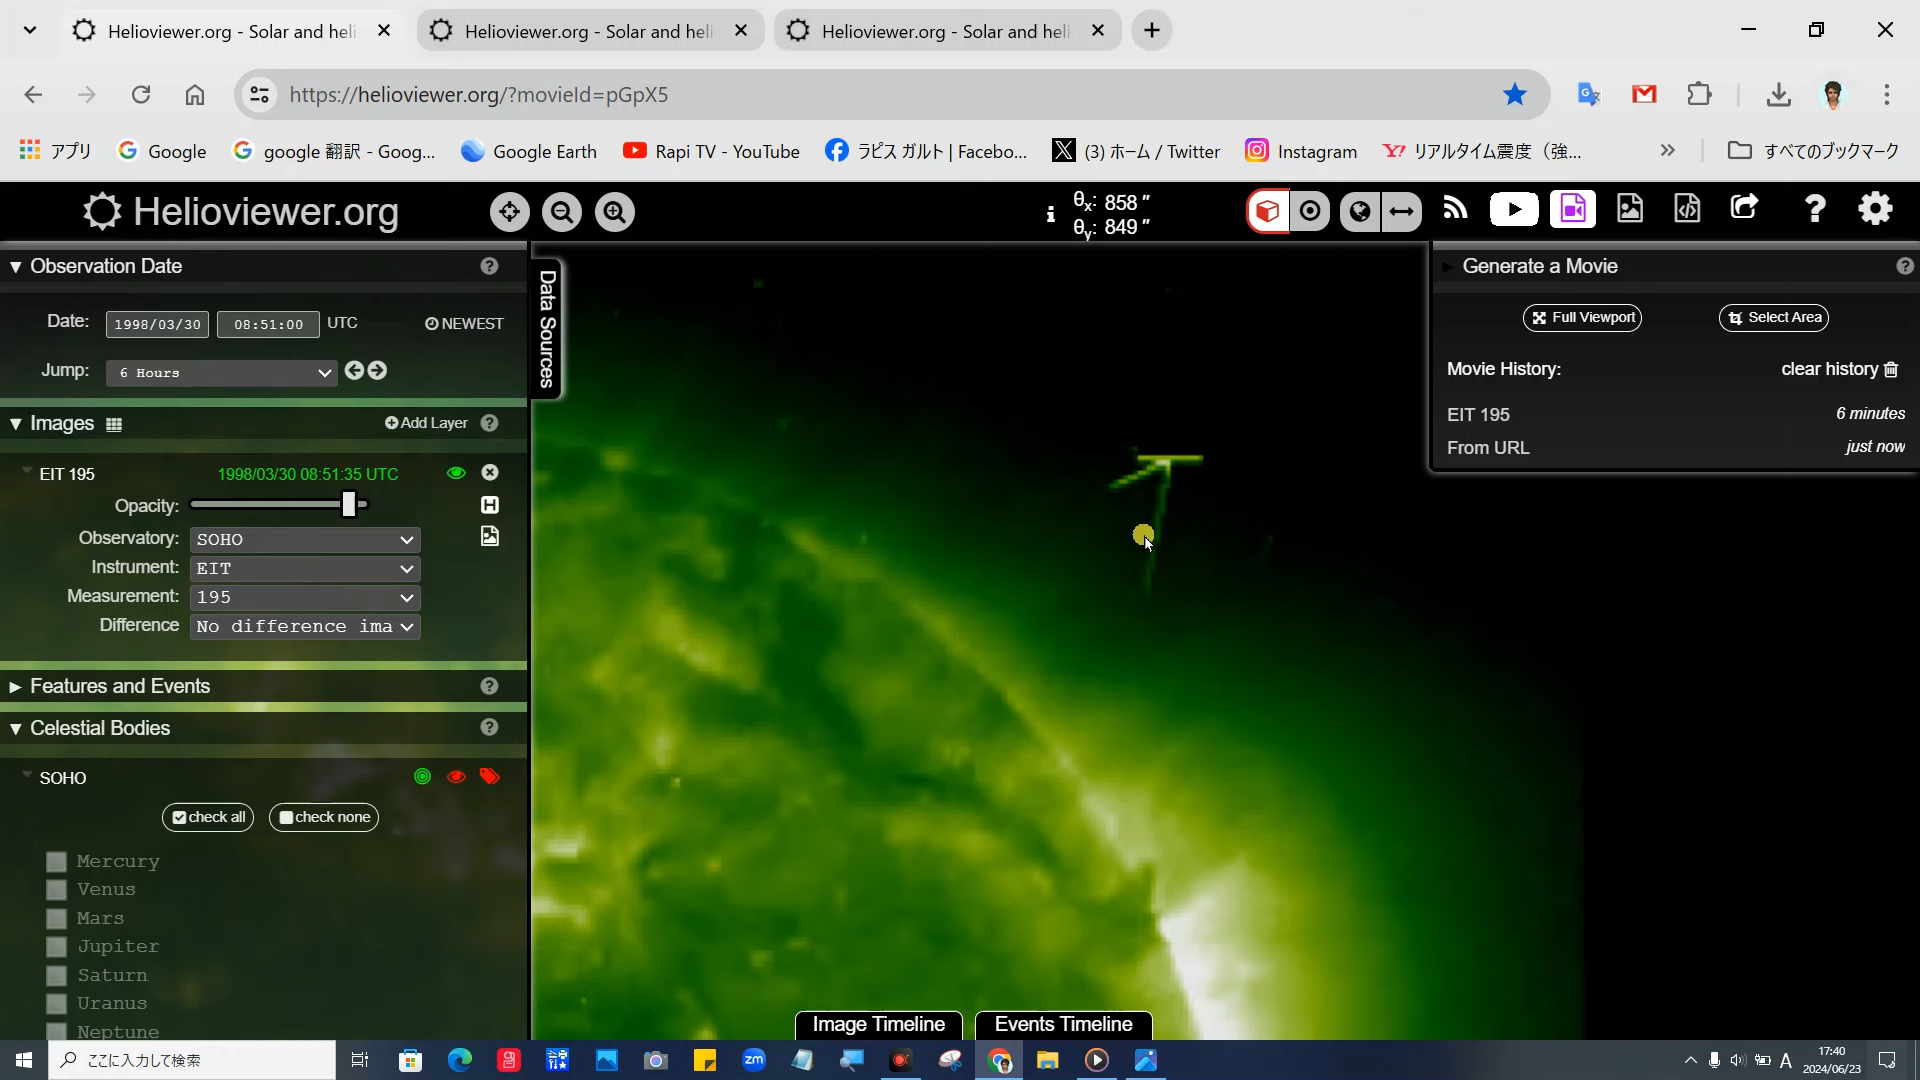 Helioviewer.org - Solar and heli
Helioviewer.org - Solar and heli
Helioviewer.org - Solar and heli
https://helioviewer.org/?movieId=pGpX5
アプリ
Google
google 翻訳 - Goog...
Google Earth
Rapi TV - YouTube
ラピス ガルト | Facebo...
(3) ホーム / Twitter
Instagram
リアルタイム震度（強...
すべてのブックマーク
Helioviewer.org
θx: 858 ″
θy: 849 ″
Observation Date
Date: 1998/03/30 08:51:00 UTC NEWEST
Jump: 6 Hours
Images
Add Layer
EIT 195 1998/03/30 08:51:35 UTC
Opacity:
Observatory: SOHO
Instrument: EIT
Measurement: 195
Difference No difference ima
Features and Events
Celestial Bodies
SOHO
check all
check none
Mercury
Venus
Mars
Jupiter
Saturn
Uranus
Neptune
Data Sources
Generate a Movie
Full Viewport
Select Area
Movie History:
clear history
EIT 195 6 minutes
From URL just now
Image Timeline
Events Timeline
ここに入力して検索
zm
A
17:40
2024/06/23